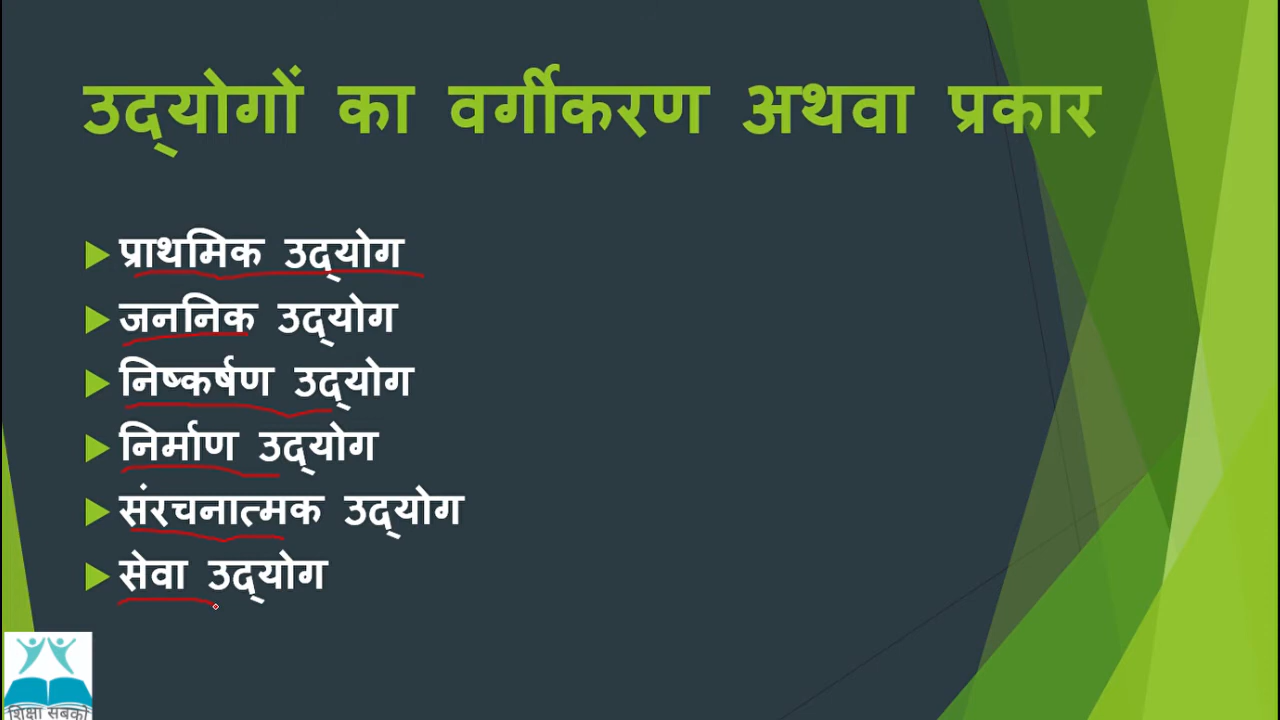 उद्योगों का वर्गीकरण अथवा प्रकार
प्राथमिक उद्योग
जननिक उद्योग
निष्कर्षण उद्योग
निर्माण उद्योग
संरचनात्मक उद्योग
सेवा उद्योग
शिक्षा सबको